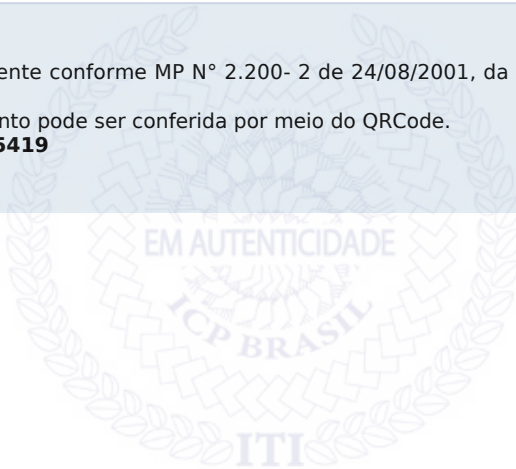 ente conforme MP N° 2.200- 2 de 24/08/2001, da
nto pode ser conferida por meio do QRCode.
5419
EM AUTENTICIDADE
ICP BRASIL
ITI